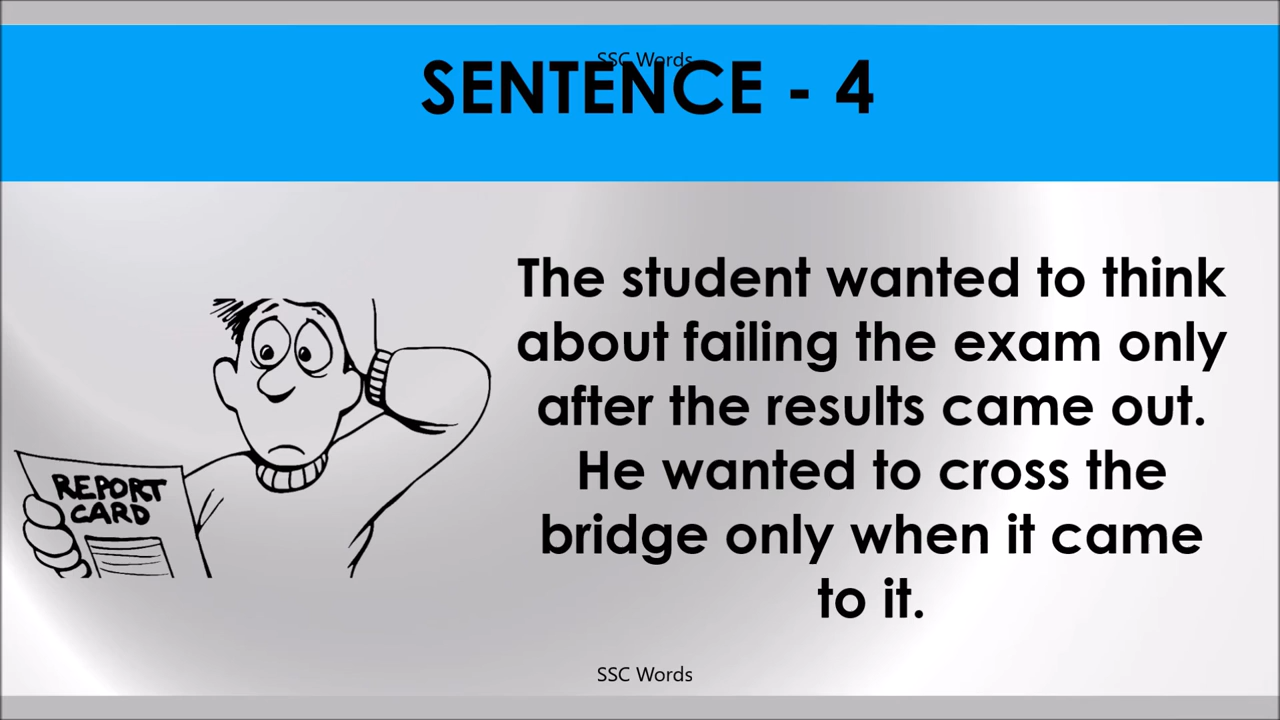 SSC Words
SENTENCE - 4
The student wanted to think
about failing the exam only
after the results came out.
He wanted to cross the
bridge only when it came
to it.
REPORT
CARD
SSC Words